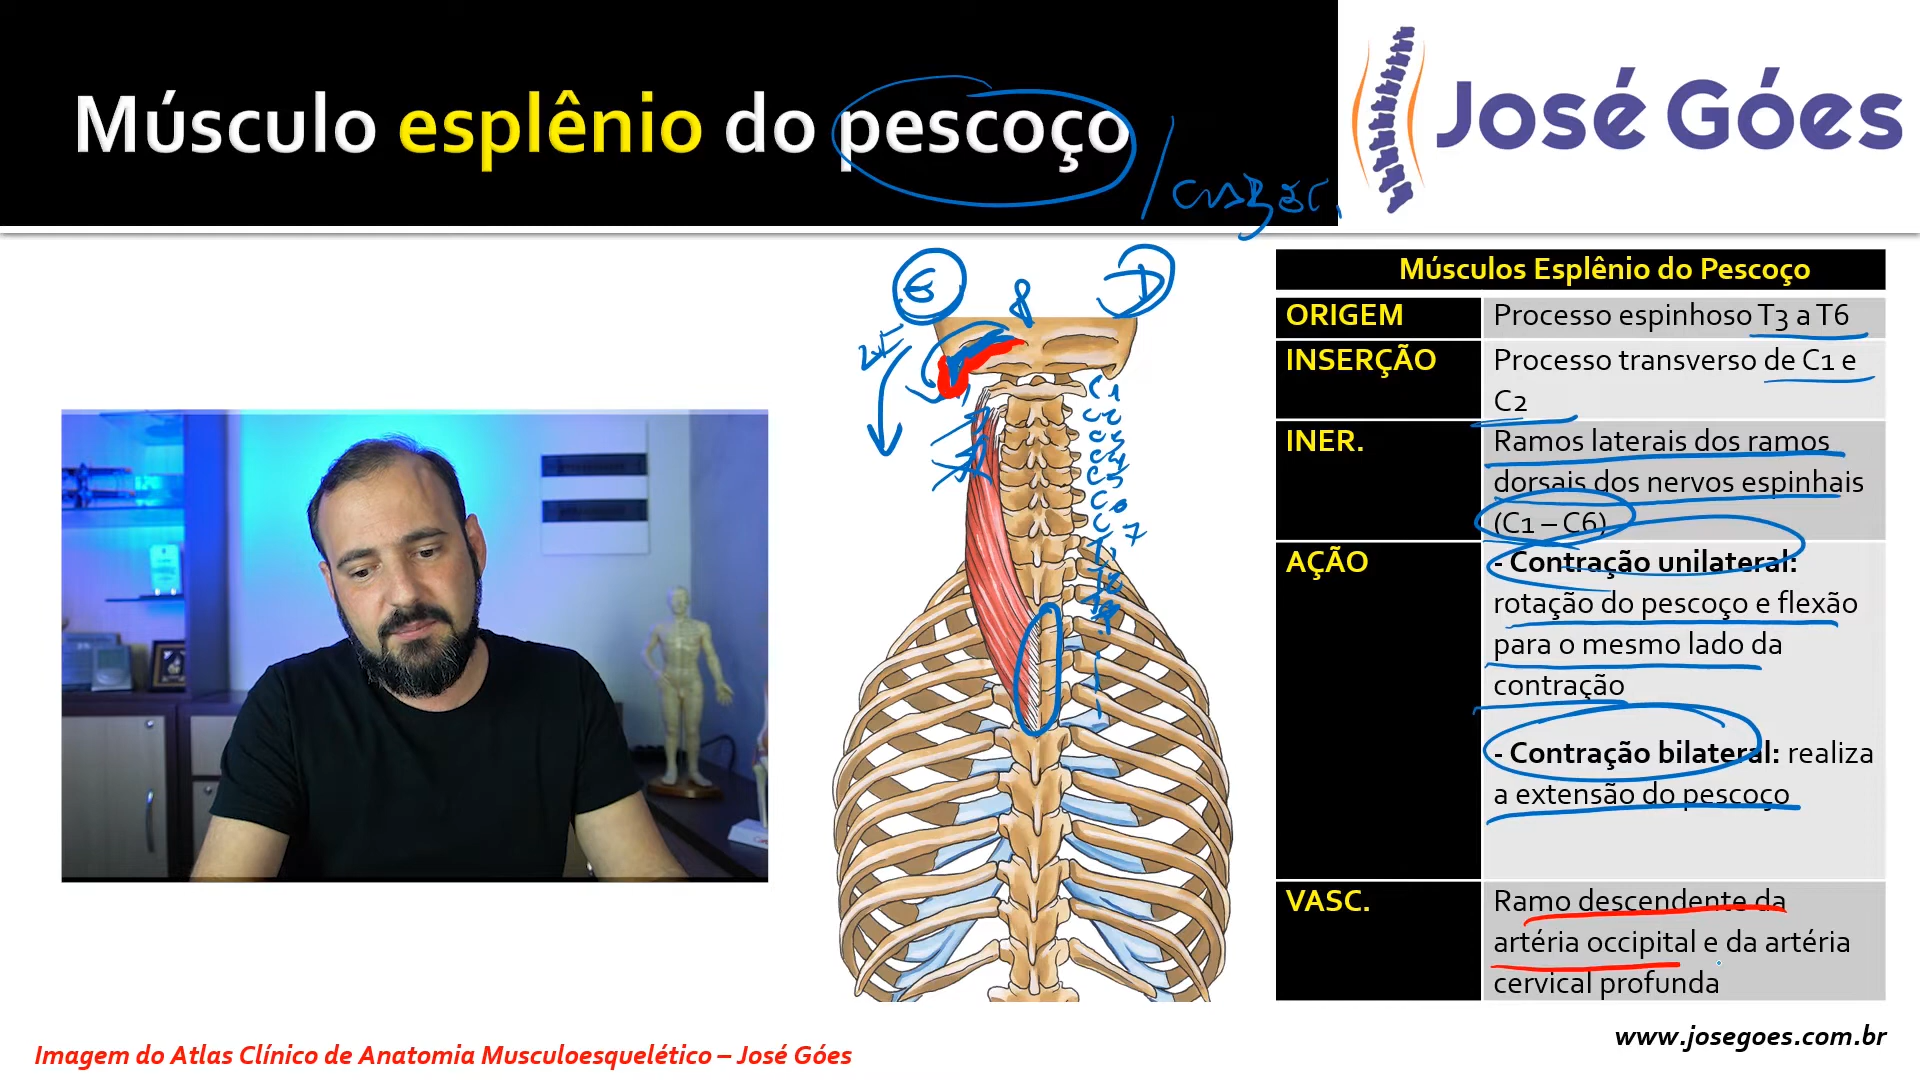 Músculo esplênio do pescoço
José Góes
E
D
Músculos Esplênio do Pescoço
ORIGEM
Processo espinhoso T3 a T6
INSERÇÃO
Processo transverso de C1 e
C2
INER.
Ramos laterais dos ramos
dorsais dos nervos espinhais
(C1 – C6)
AÇÃO
- Contração unilateral:
rotação do pescoço e flexão
para o mesmo lado da
contração
- Contração bilateral: realiza
a extensão do pescoço
VASC.
Ramo descendente da
artéria occipital e da artéria
cervical profunda
C1
www.josegoes.com.br
Imagem do Atlas Clínico de Anatomia Musculoesquelético – José Góes